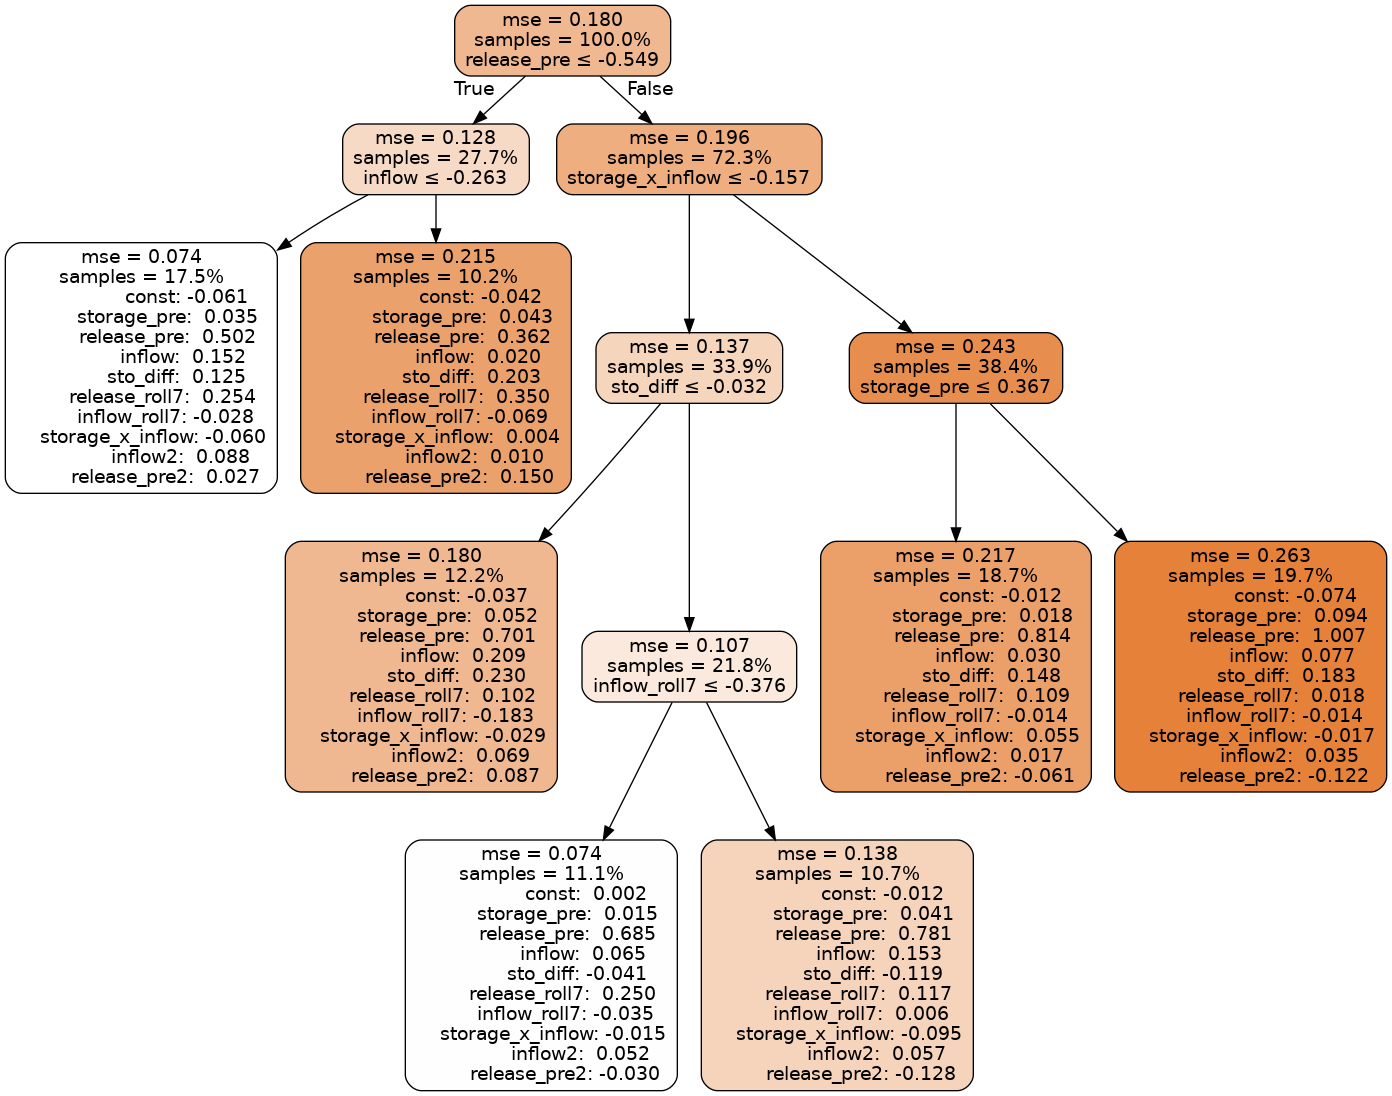 mse = 0.180
samples = 100.0%
release_pre ≤ -0.549
True
False
mse = 0.128
samples = 27.7%
inflow ≤ -0.263
mse = 0.196
samples = 72.3%
storage_x_inflow ≤ -0.157
mse = 0.074
samples = 17.5%
const: -0.061
storage_pre:  0.035
release_pre:  0.502
inflow:  0.152
sto_diff:  0.125
release_roll7:  0.254
inflow_roll7: -0.028
storage_x_inflow: -0.060
inflow2:  0.088
release_pre2:  0.027
mse = 0.215
samples = 10.2%
const: -0.042
storage_pre:  0.043
release_pre:  0.362
inflow:  0.020
sto_diff:  0.203
release_roll7:  0.350
inflow_roll7: -0.069
storage_x_inflow:  0.004
inflow2:  0.010
release_pre2:  0.150
mse = 0.137
samples = 33.9%
sto_diff ≤ -0.032
mse = 0.243
samples = 38.4%
storage_pre ≤ 0.367
mse = 0.180
samples = 12.2%
const: -0.037
storage_pre:  0.052
release_pre:  0.701
inflow:  0.209
sto_diff:  0.230
release_roll7:  0.102
inflow_roll7: -0.183
storage_x_inflow: -0.029
inflow2:  0.069
release_pre2:  0.087
mse = 0.107
samples = 21.8%
inflow_roll7 ≤ -0.376
mse = 0.217
samples = 18.7%
const: -0.012
storage_pre:  0.018
release_pre:  0.814
inflow:  0.030
sto_diff:  0.148
release_roll7:  0.109
inflow_roll7: -0.014
storage_x_inflow:  0.055
inflow2:  0.017
release_pre2: -0.061
mse = 0.263
samples = 19.7%
const: -0.074
storage_pre:  0.094
release_pre:  1.007
inflow:  0.077
sto_diff:  0.183
release_roll7:  0.018
inflow_roll7: -0.014
storage_x_inflow: -0.017
inflow2:  0.035
release_pre2: -0.122
mse = 0.074
samples = 11.1%
const:  0.002
storage_pre:  0.015
release_pre:  0.685
inflow:  0.065
sto_diff: -0.041
release_roll7:  0.250
inflow_roll7: -0.035
storage_x_inflow: -0.015
inflow2:  0.052
release_pre2: -0.030
mse = 0.138
samples = 10.7%
const: -0.012
storage_pre:  0.041
release_pre:  0.781
inflow:  0.153
sto_diff: -0.119
release_roll7:  0.117
inflow_roll7:  0.006
storage_x_inflow: -0.095
inflow2:  0.057
release_pre2: -0.128